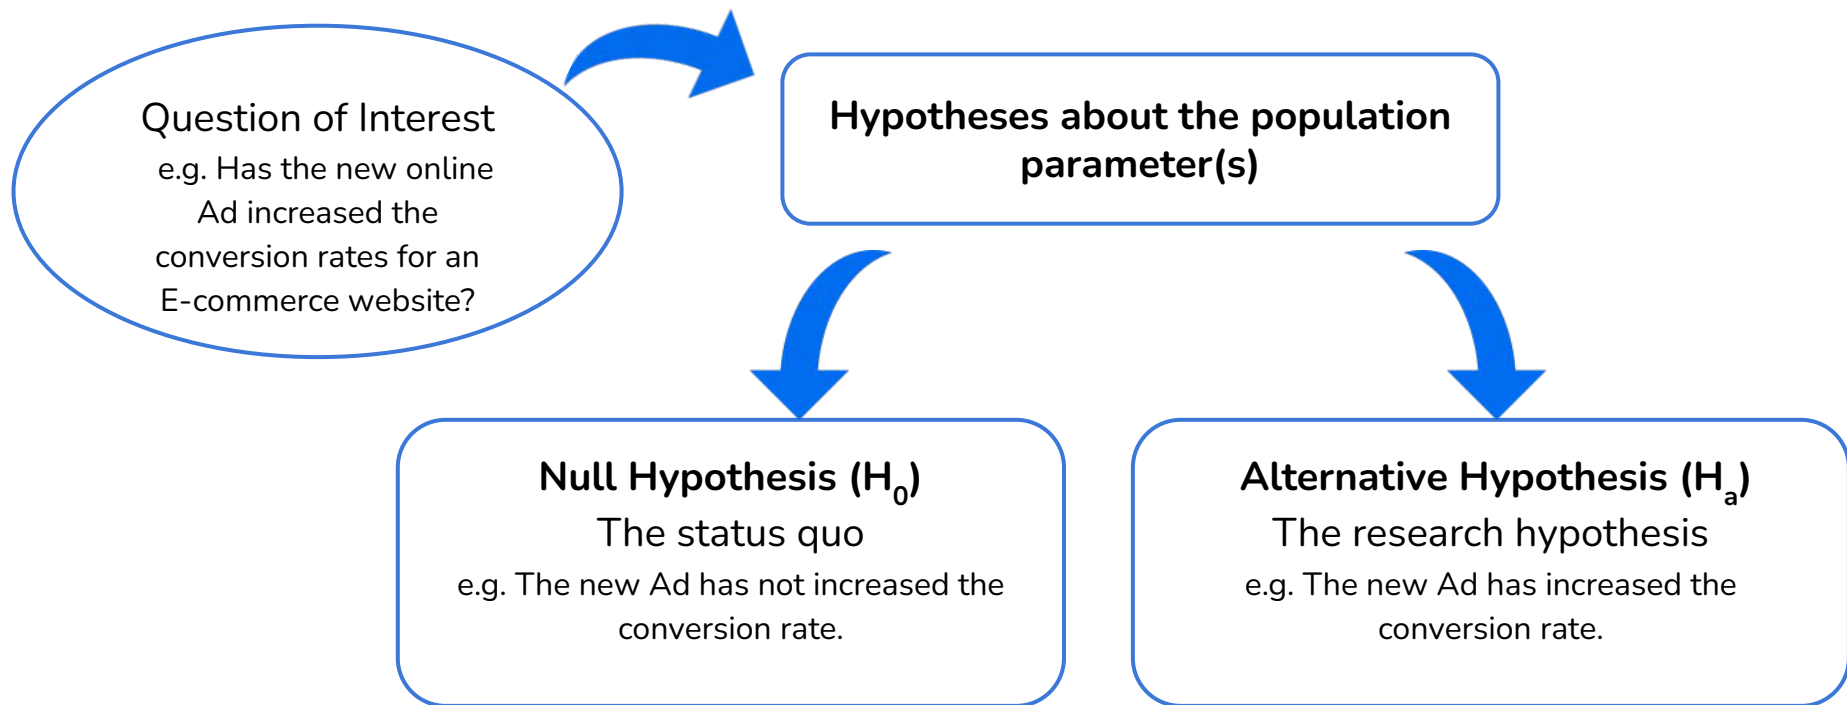 Question of Interest
e.g. Has the new online
Ad increased the
conversion rates for an
E-commerce website?
Hypotheses about the population
parameter(s)
Null Hypothesis (H0)
The status quo
e.g. The new Ad has not increased the
conversion rate.
Alternative Hypothesis (Ha)
The research hypothesis
e.g. The new Ad has increased the
conversion rate.